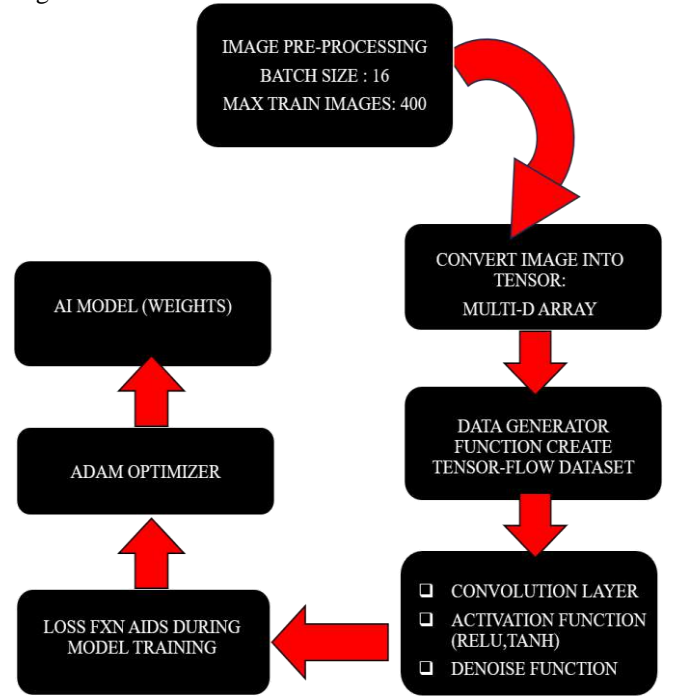 IMAGE PRE-PROCESSING
BATCH SIZE : 16
MAX TRAIN IMAGES: 400
CONVERT IMAGE INTO
TENSOR:
MULTI-D ARRAY
DATA GENERATOR
FUNCTION CREATE
TENSOR-FLOW DATASET
❑ CONVOLUTION LAYER
❑ ACTIVATION FUNCTION
(RELU,TANH)
❑ DENOISE FUNCTION
LOSS FXN AIDS DURING
MODEL TRAINING
ADAM OPTIMIZER
AI MODEL (WEIGHTS)